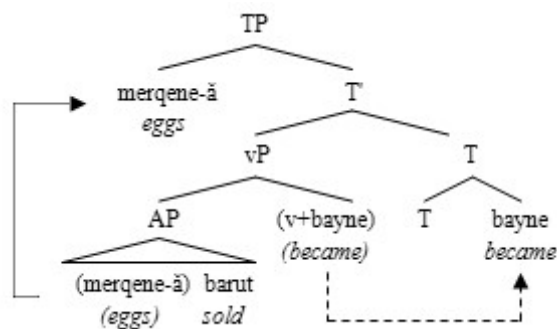 TP
merqene-ă T'
eggs
vP T
AP (v+bayne) T bayne
(became) became
(merqene-ă) barut
(eggs) sold